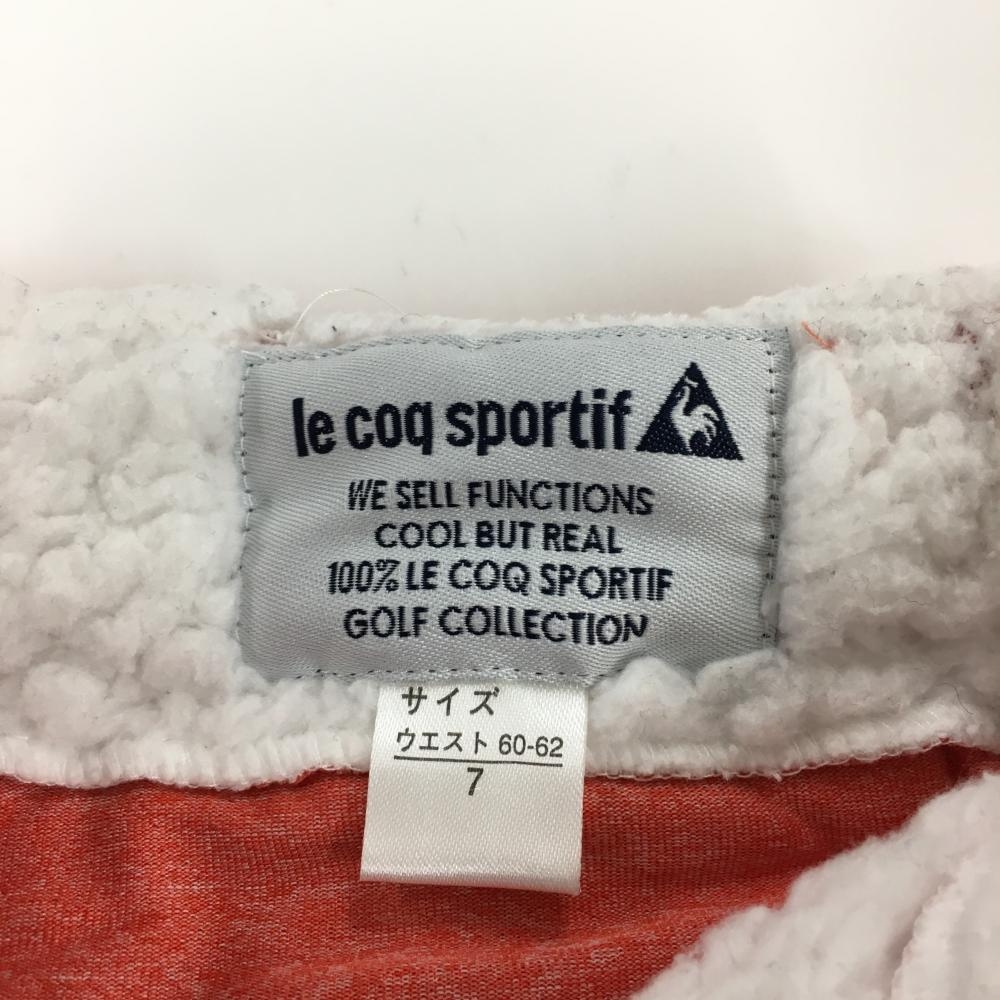 le coq sportif
WE SELL FUNCTIONS
COOL BUT REAL
100% LE COQ SPORTIF
GOLF COLLECTION
サイズ
ウエスト 60-62
7